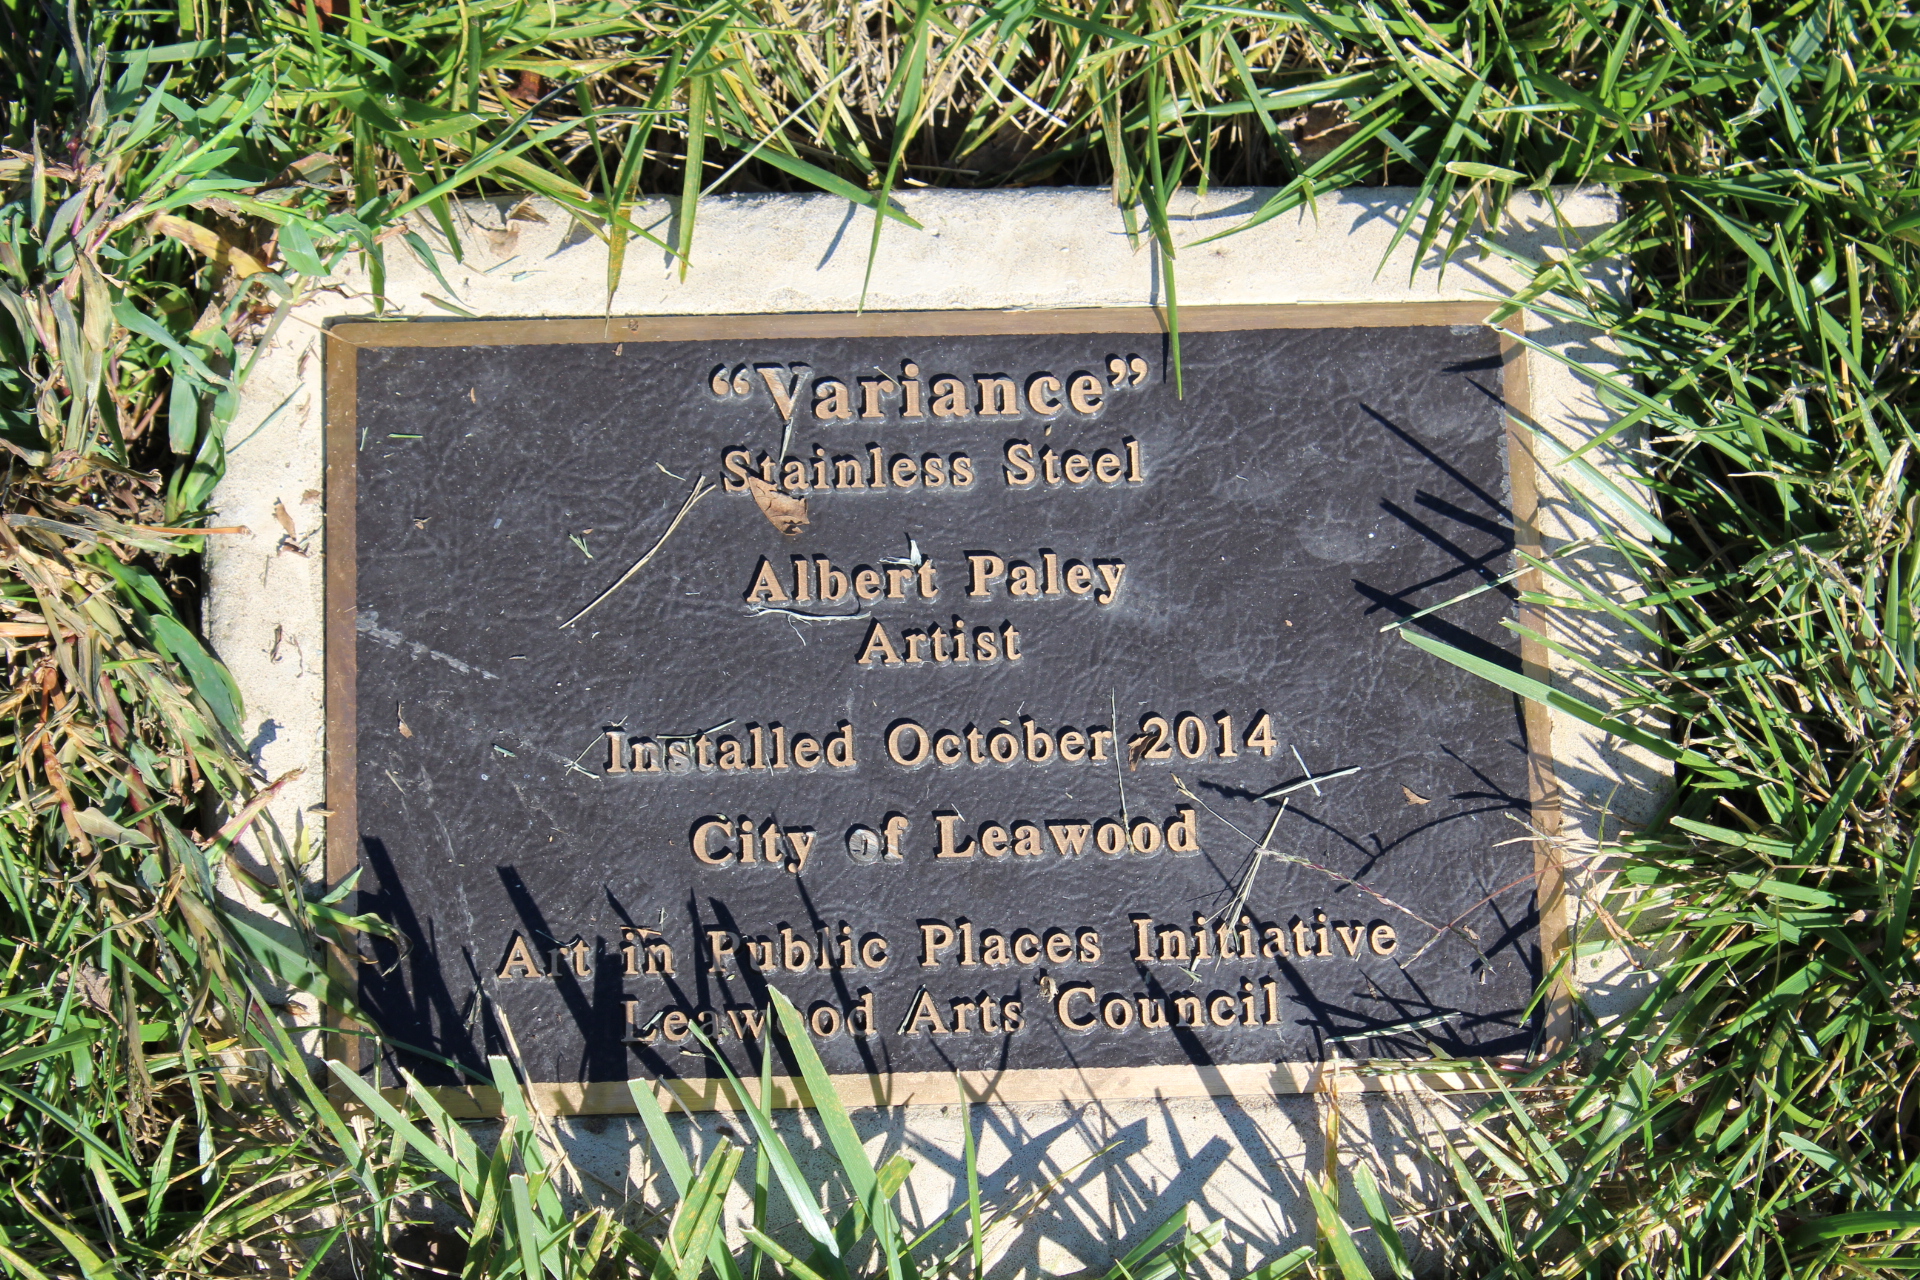 “Variance”
Stainless Steel
Albert Paley
Artist
Installed October 2014
City of Leawood
Art in Public Places Initiative
Leawood Arts Council